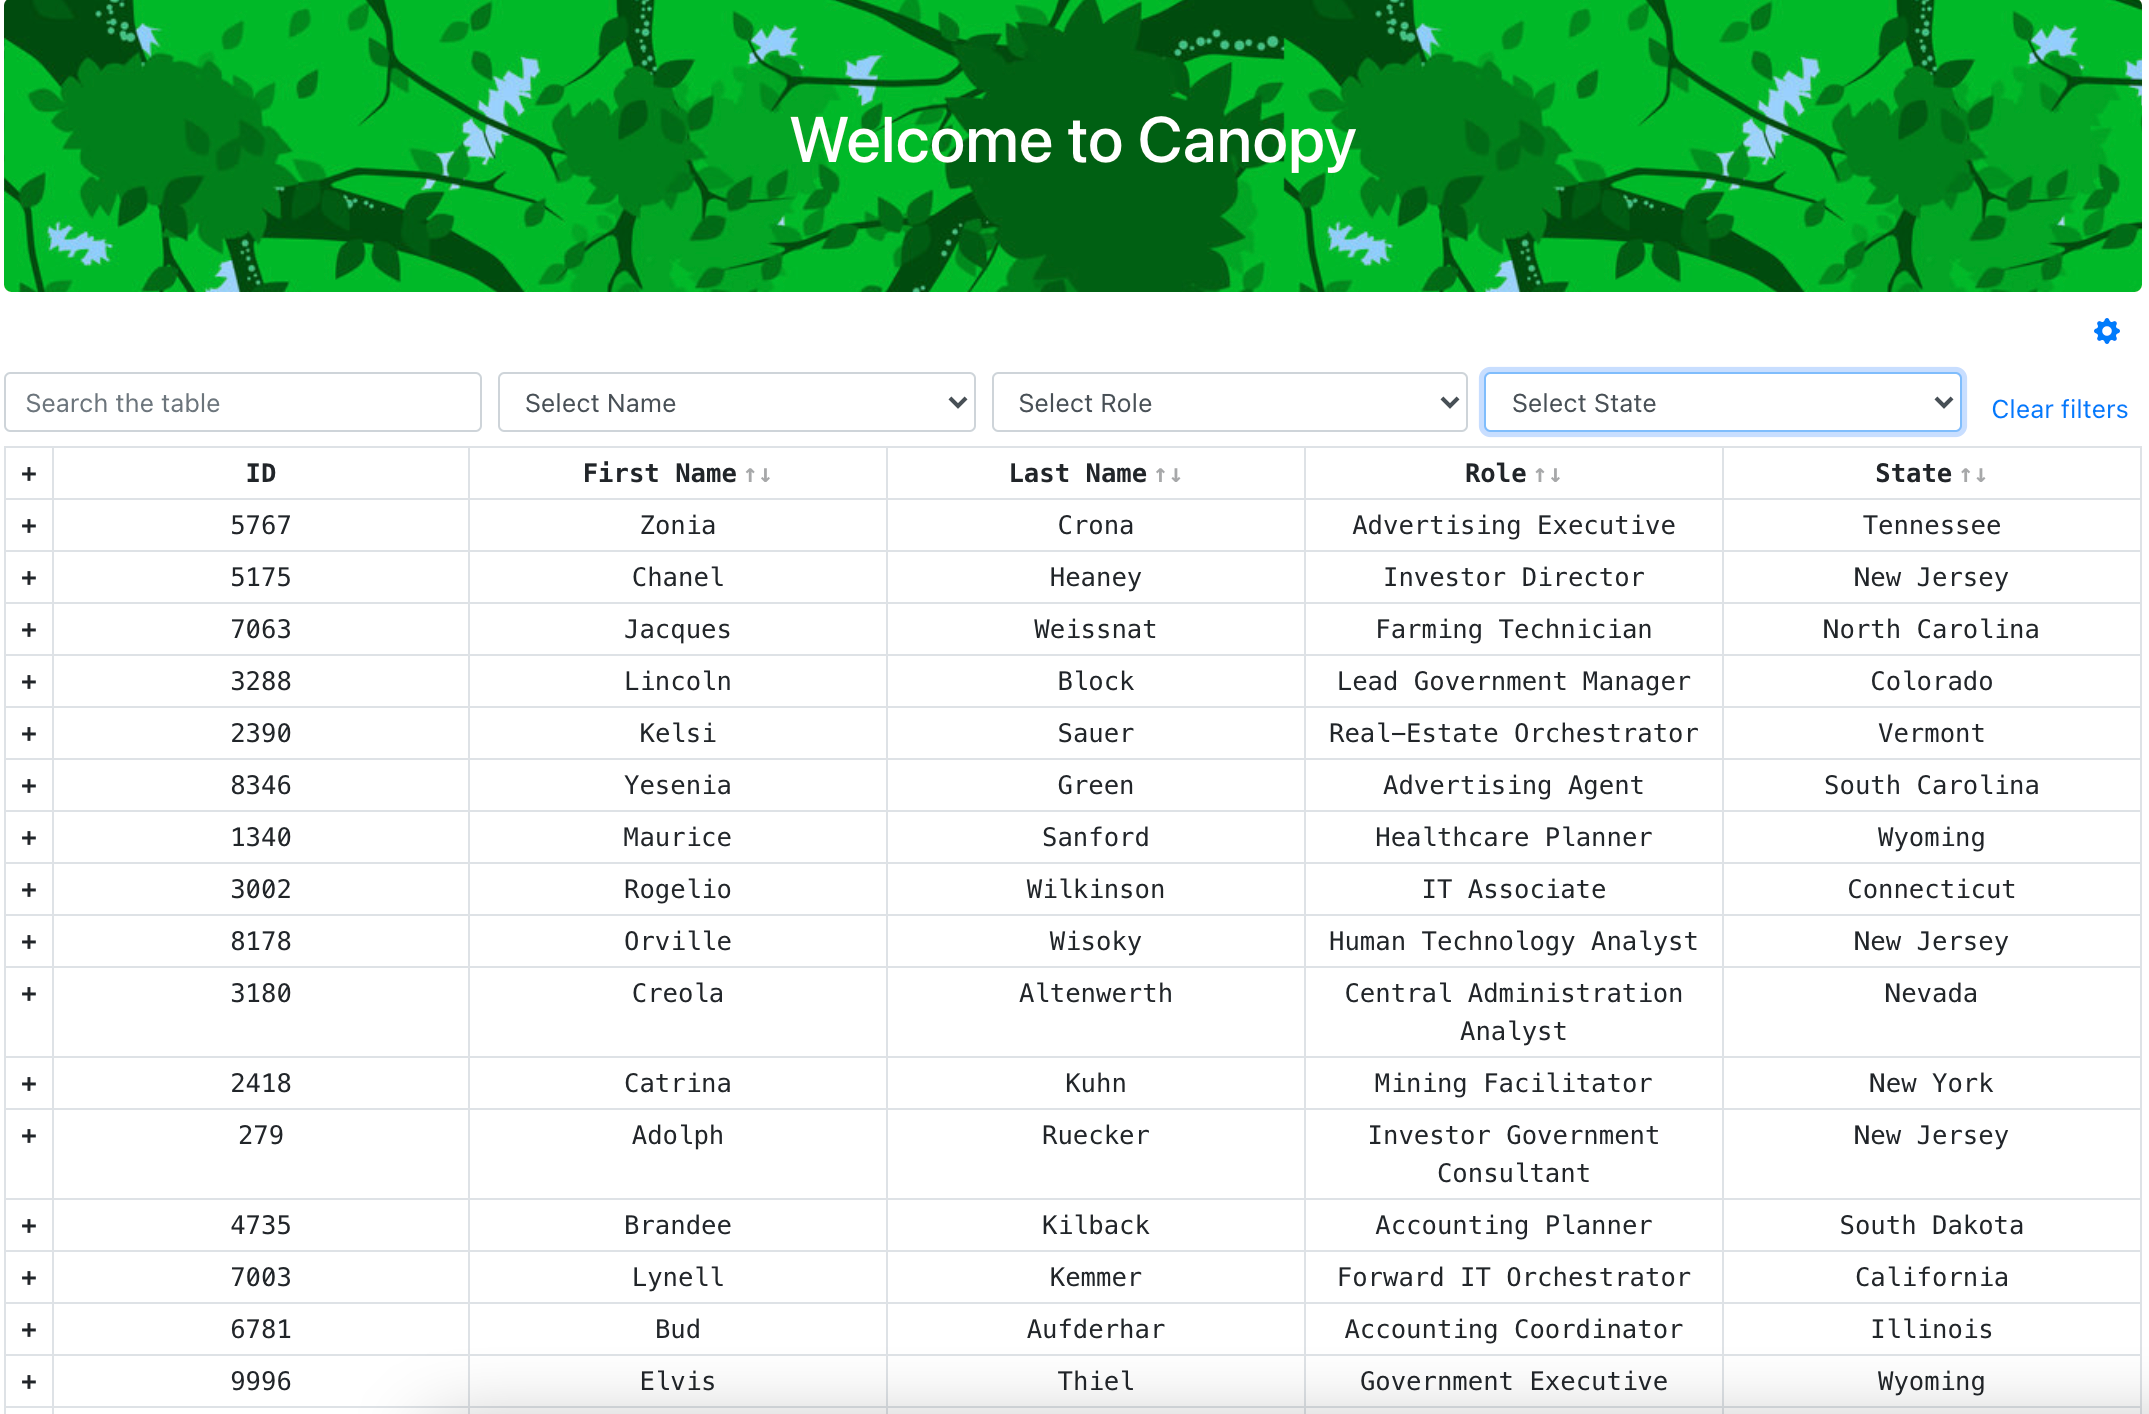 Welcome to Canopy
Search the table Select Name Select Role Select State Clear filters
+ ID First Name ↑↓ Last Name ↑↓ Role ↑↓ State ↑↓
+ 5767 Zonia Crona Advertising Executive Tennessee
+ 5175 Chanel Heaney Investor Director New Jersey
+ 7063 Jacques Weissnat Farming Technician North Carolina
+ 3288 Lincoln Block Lead Government Manager Colorado
+ 2390 Kelsi Sauer Real-Estate Orchestrator Vermont
+ 8346 Yesenia Green Advertising Agent South Carolina
+ 1340 Maurice Sanford Healthcare Planner Wyoming
+ 3002 Rogelio Wilkinson IT Associate Connecticut
+ 8178 Orville Wisoky Human Technology Analyst New Jersey
+ 3180 Creola Altenwerth Central Administration Nevada
Analyst
+ 2418 Catrina Kuhn Mining Facilitator New York
+ 279 Adolph Ruecker Investor Government New Jersey
Consultant
+ 4735 Brandee Kilback Accounting Planner South Dakota
+ 7003 Lynell Kemmer Forward IT Orchestrator California
+ 6781 Bud Aufderhar Accounting Coordinator Illinois
+ 9996 Elvis Thiel Government Executive Wyoming